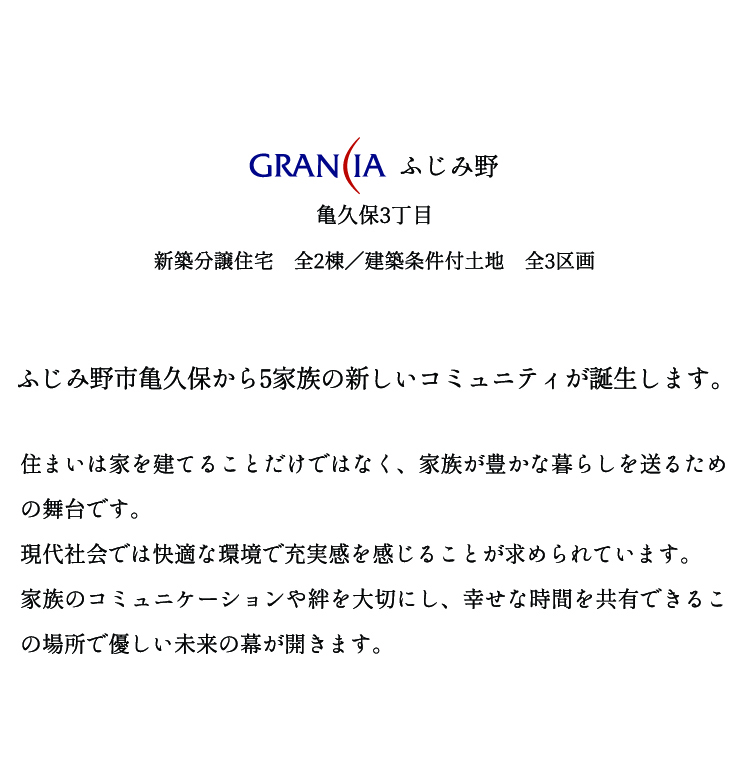 GRANCIA ふじみ野
亀久保3丁目
新築分譲住宅　全2棟／建築条件付土地　全3区画
ふじみ野市亀久保から5家族の新しいコミュニティが誕生します。
住まいは家を建てることだけではなく、家族が豊かな暮らしを送るため
の舞台です。
現代社会では快適な環境で充実感を感じることが求められています。
家族のコミュニケーションや絆を大切にし、幸せな時間を共有できるこ
の場所で優しい未来の幕が開きます。